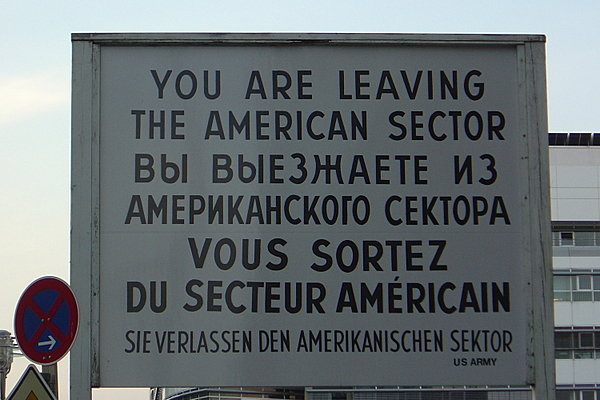 YOU ARE LEAVING
THE AMERICAN SECTOR
ВЫ ВЫЕЗЖАЕТЕ ИЗ
АМЕРИКАНСКОГО СЕКТОРА
VOUS SORTEZ
DU SECTEUR AMÉRICAIN
SIE VERLASSEN DEN AMERIKANISCHEN SEKTOR
US ARMY